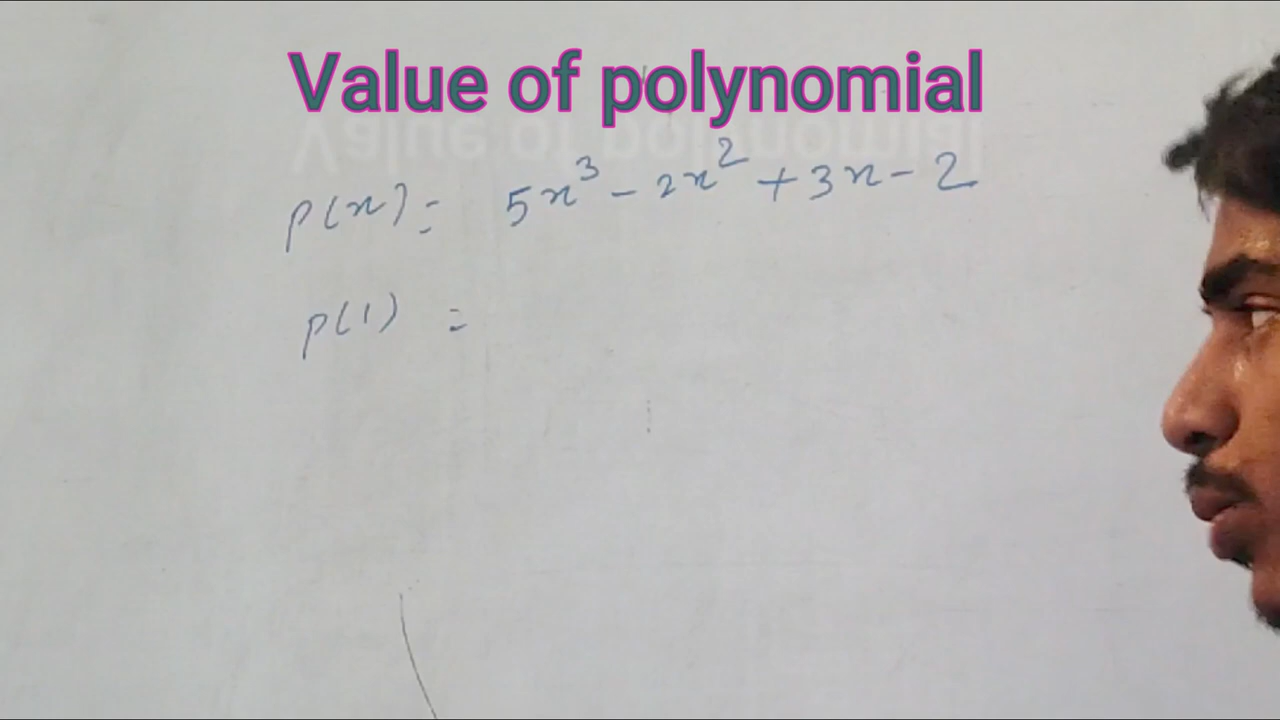 Value of polynomial
p(x) = 5x³ - 2x² + 3x - 2
p(1) =